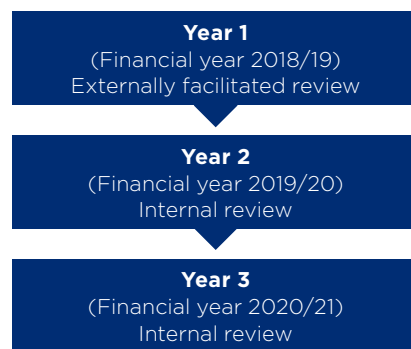 Year 1
(Financial year 2018/19)
Externally facilitated review
Year 2
(Financial year 2019/20)
Internal review
Year 3
(Financial year 2020/21)
Internal review